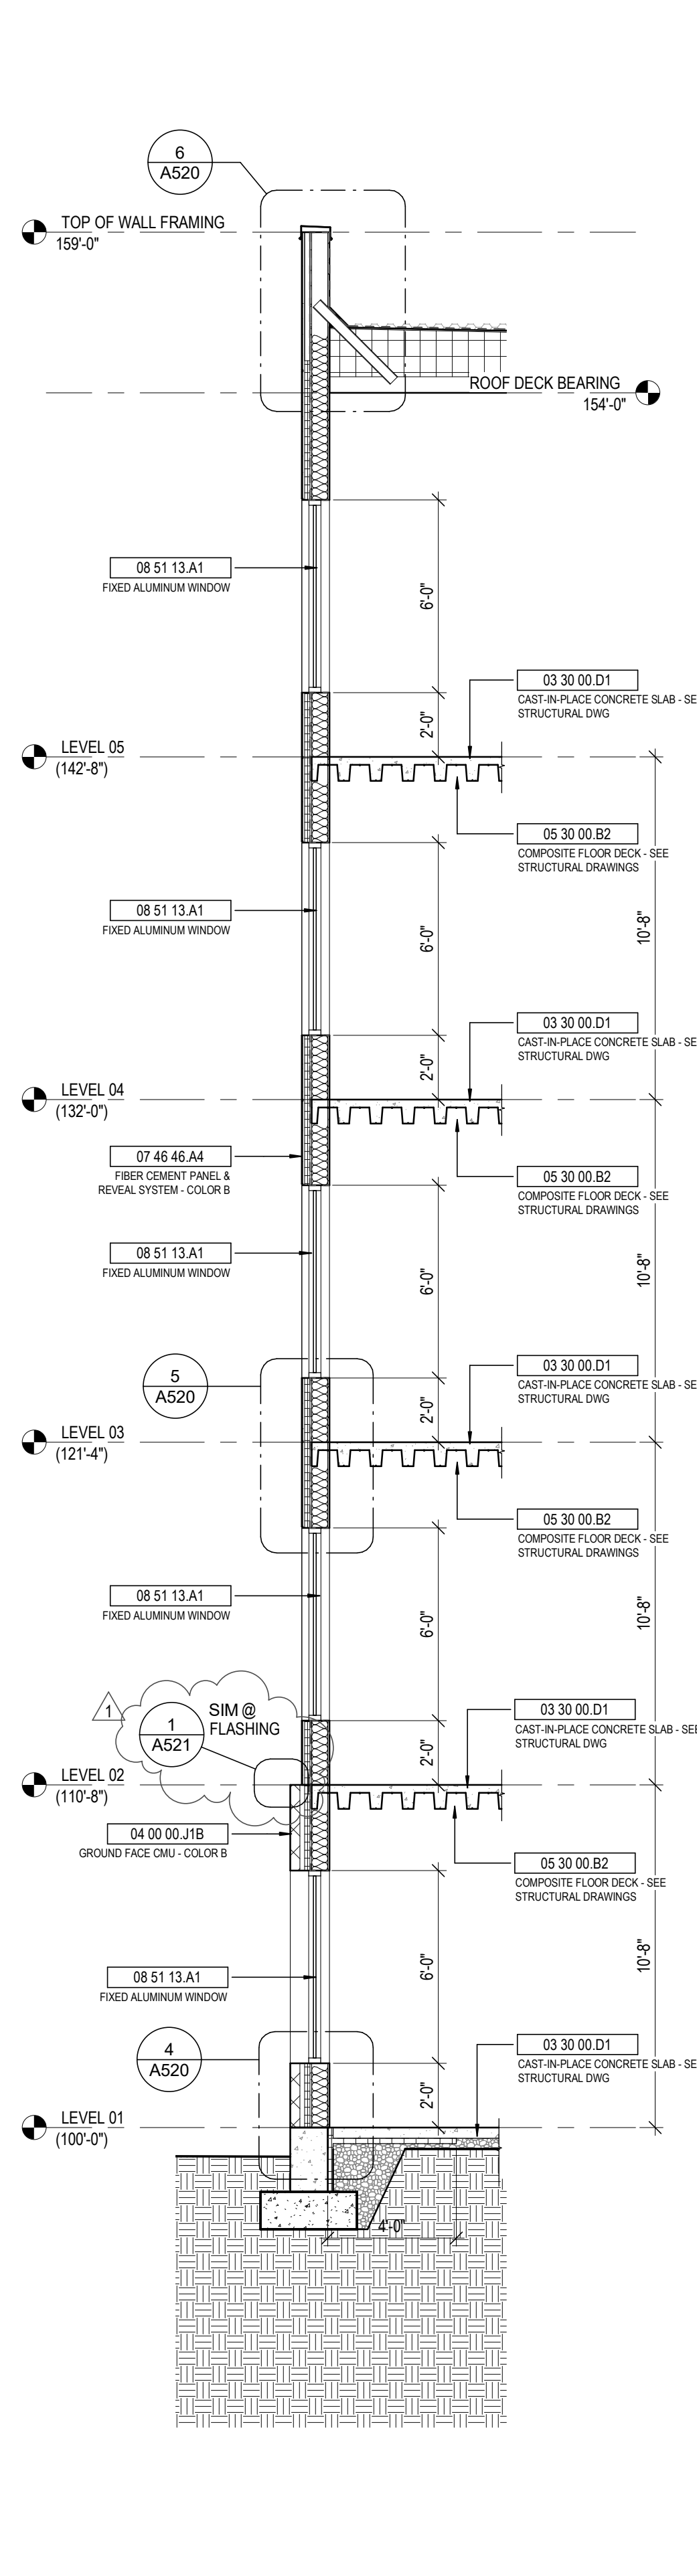 6
A520
TOP OF WALL FRAMING
159'-0"
ROOF DECK BEARING
154'-0"
08 51 13.A1
FIXED ALUMINUM WINDOW
6'-0"
03 30 00.D1
CAST-IN-PLACE CONCRETE SLAB - SE
STRUCTURAL DWG
2'-0"
LEVEL 05
(142'-8")
05 30 00.B2
COMPOSITE FLOOR DECK - SEE
STRUCTURAL DRAWINGS
08 51 13.A1
FIXED ALUMINUM WINDOW
6'-0"
10'-8"
03 30 00.D1
CAST-IN-PLACE CONCRETE SLAB - SE
STRUCTURAL DWG
2'-0"
LEVEL 04
(132'-0")
07 46 46.A4
FIBER CEMENT PANEL &
REVEAL SYSTEM - COLOR B
05 30 00.B2
COMPOSITE FLOOR DECK - SEE
STRUCTURAL DRAWINGS
08 51 13.A1
FIXED ALUMINUM WINDOW
6'-0"
10'-8"
03 30 00.D1
CAST-IN-PLACE CONCRETE SLAB - SE
STRUCTURAL DWG
5
A520
2'-0"
LEVEL 03
(121'-4")
05 30 00.B2
COMPOSITE FLOOR DECK - SEE
STRUCTURAL DRAWINGS
08 51 13.A1
FIXED ALUMINUM WINDOW
6'-0"
10'-8"
1
SIM @
FLASHING
1
A521
03 30 00.D1
CAST-IN-PLACE CONCRETE SLAB - SEE
STRUCTURAL DWG
2'-0"
LEVEL 02
(110'-8")
04 00 00.J1B
GROUND FACE CMU - COLOR B
05 30 00.B2
COMPOSITE FLOOR DECK - SEE
STRUCTURAL DRAWINGS
08 51 13.A1
FIXED ALUMINUM WINDOW
6'-0"
10'-8"
4
A520
03 30 00.D1
CAST-IN-PLACE CONCRETE SLAB - SE
STRUCTURAL DWG
2'-0"
LEVEL 01
(100'-0")
4'-0"